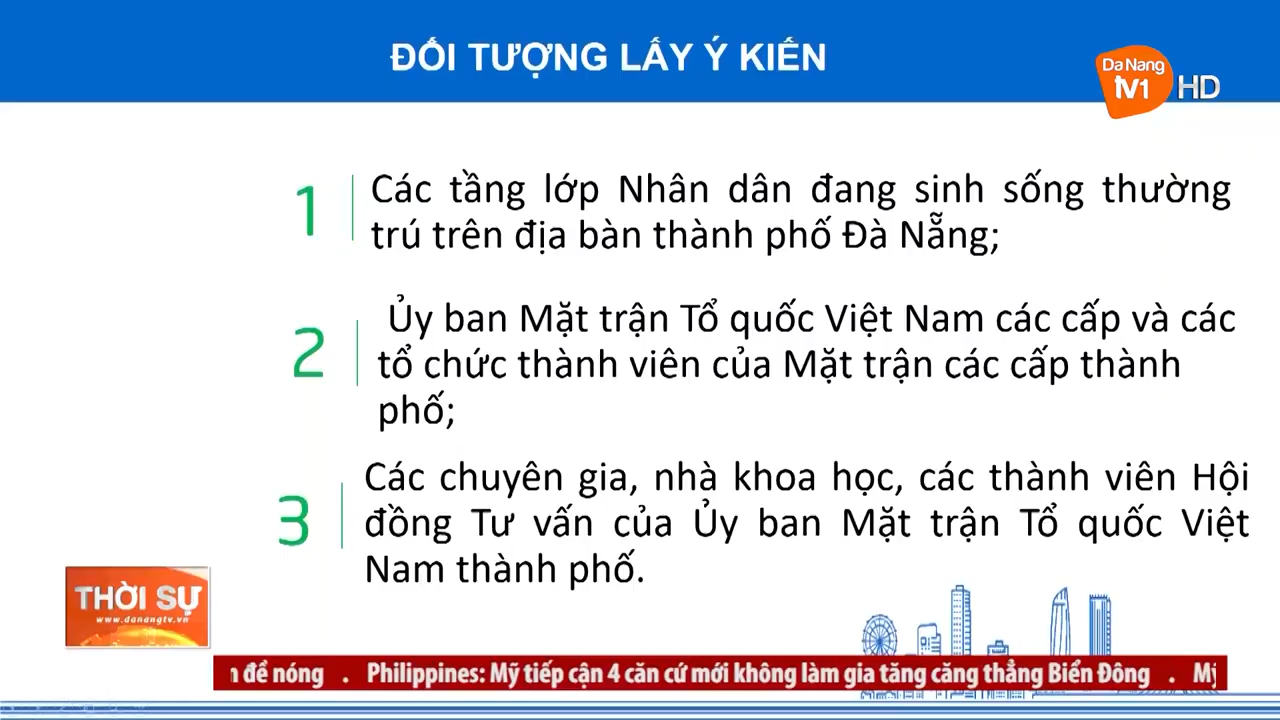 ĐỐI TƯỢNG LẤY Ý KIẾN
Da Nang
TV1 HD
1
Các tầng lớp Nhân dân đang sinh sống thường
trú trên địa bàn thành phố Đà Nẵng;
2
Ủy ban Mặt trận Tổ quốc Việt Nam các cấp và các
tổ chức thành viên của Mặt trận các cấp thành
phố;
3
Các chuyên gia, nhà khoa học, các thành viên Hội
đồng Tư vấn của Ủy ban Mặt trận Tổ quốc Việt
Nam thành phố.
THỜI SỰ
www.danangtv.vn
đề nóng . Philippines: Mỹ tiếp cận 4 căn cứ mới không làm gia tăng căng thẳng Biển Đông .